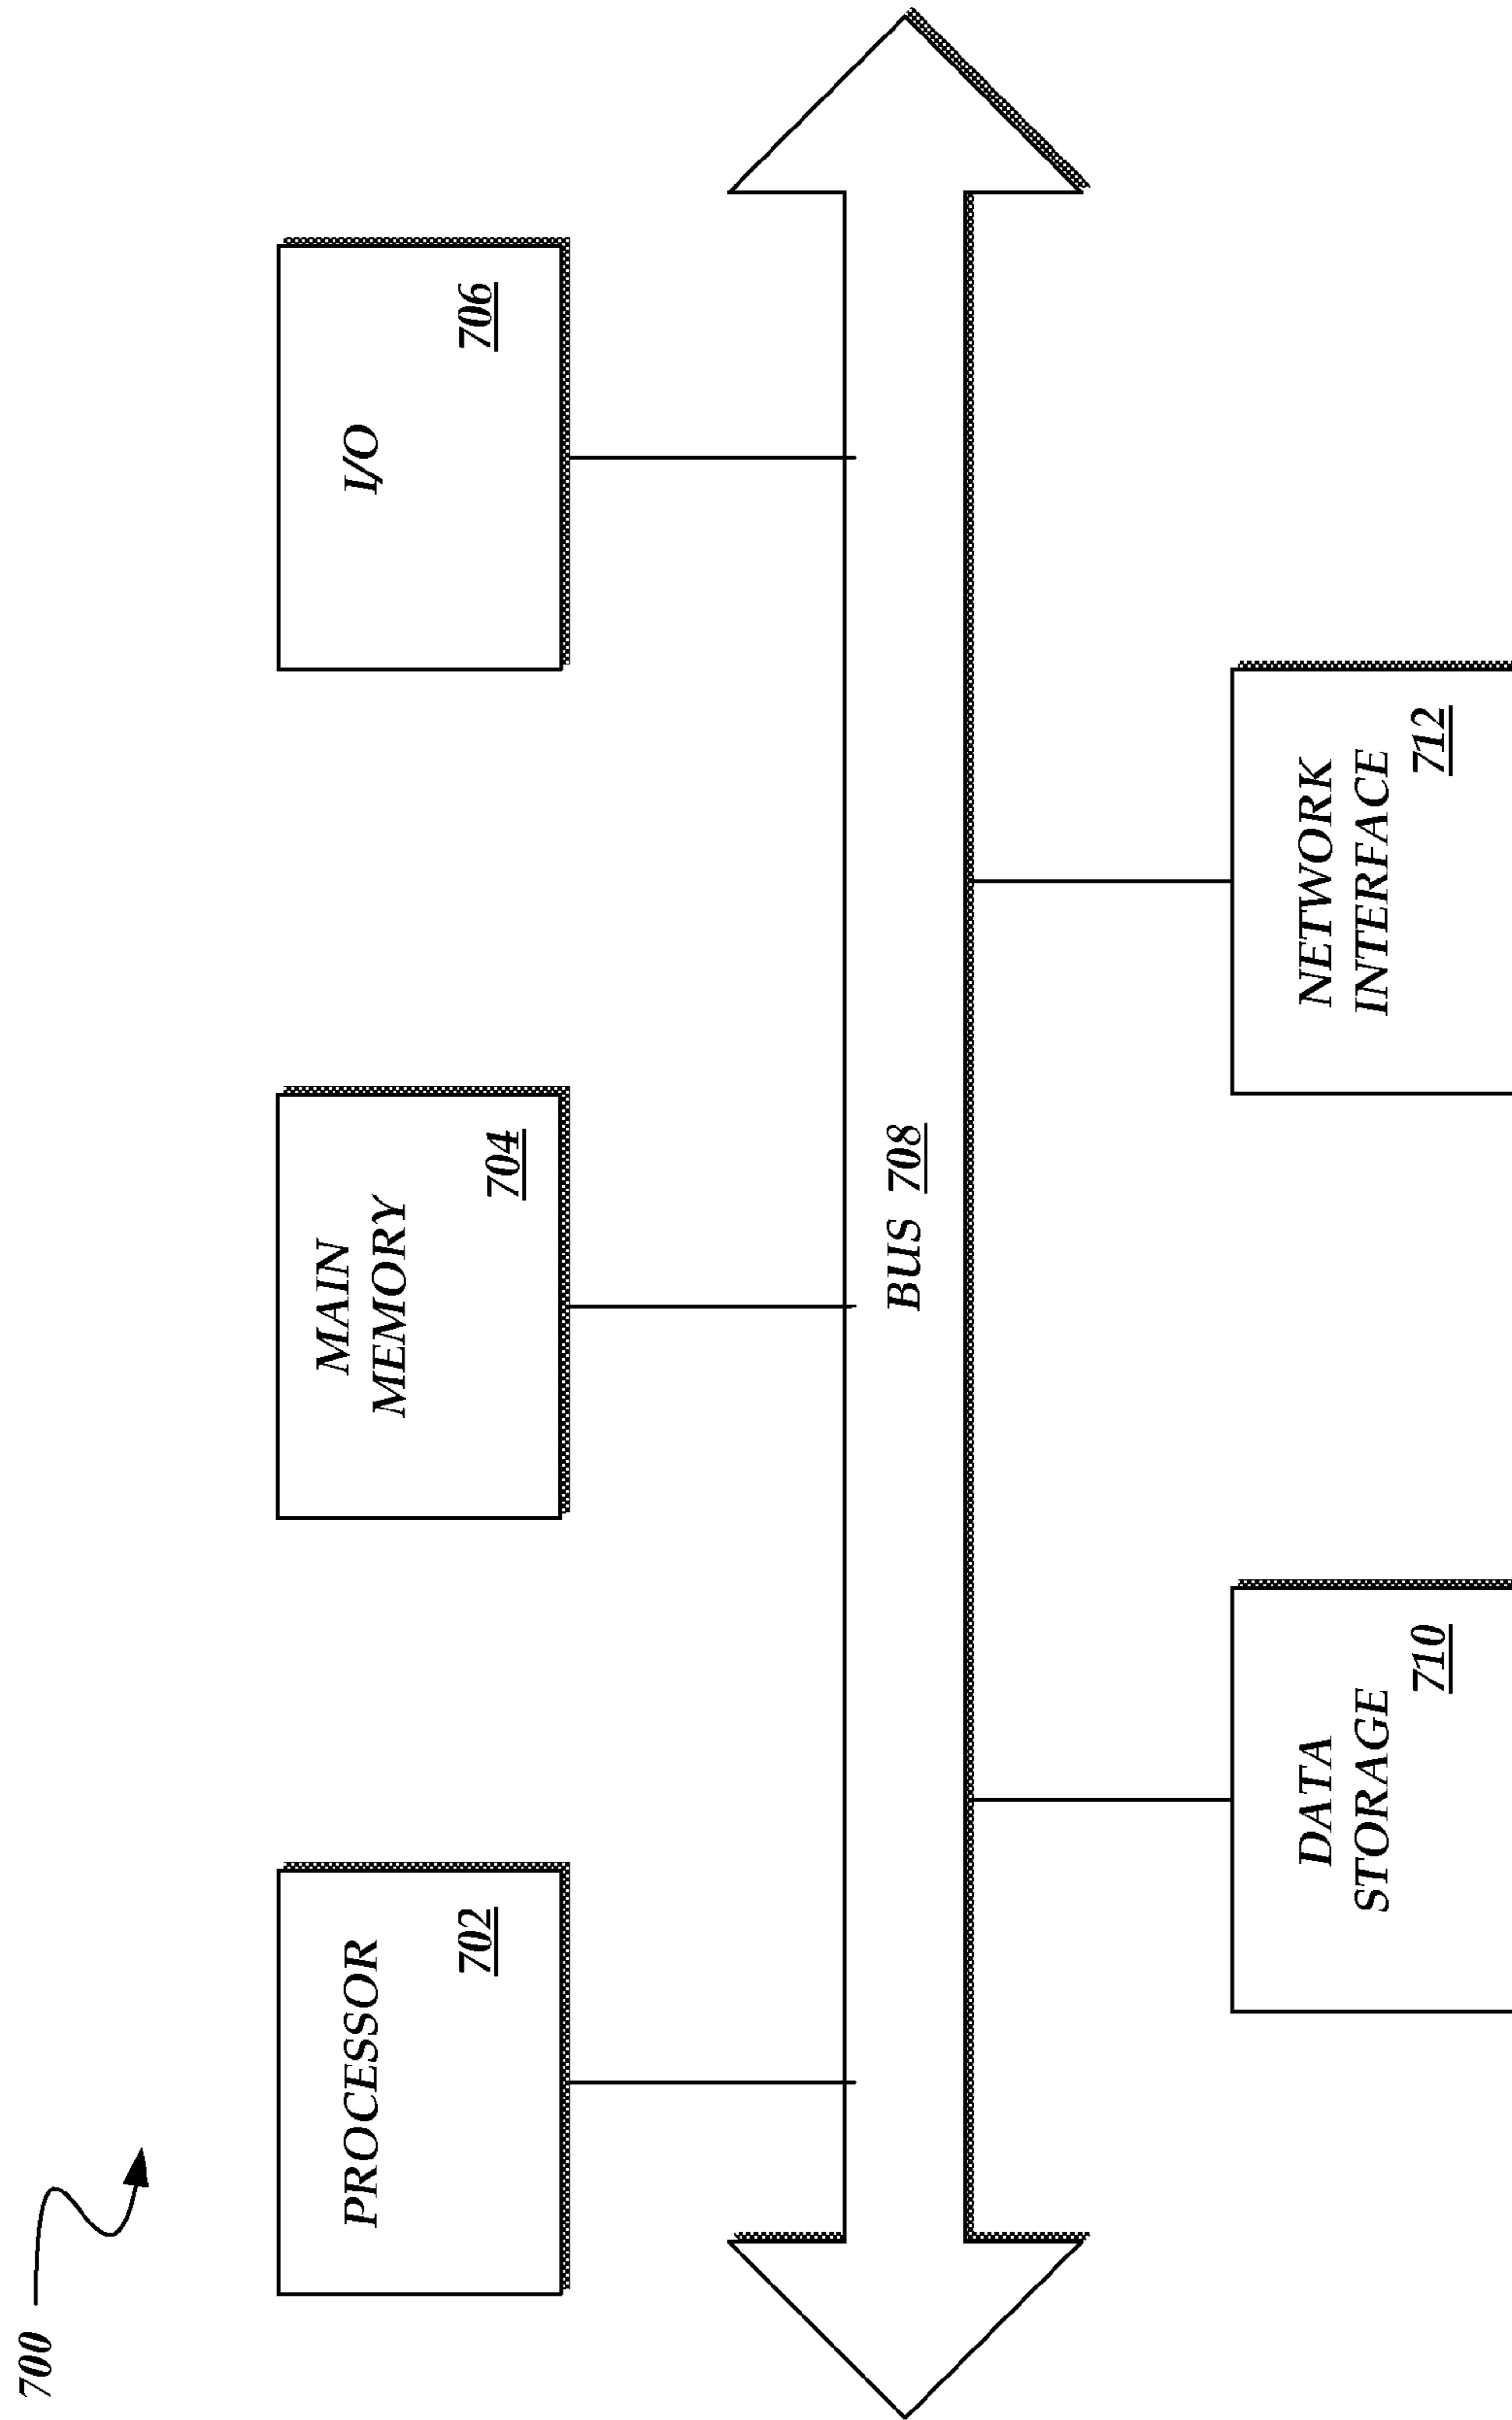 700
PROCESSOR
702
MAIN
MEMORY
704
I/O
706
BUS 708
DATA
STORAGE
710
NETWORK
INTERFACE
712